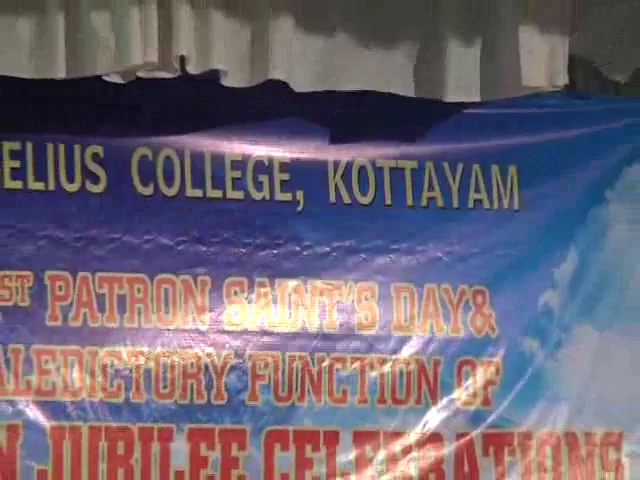 ELIUS COLLEGE, KOTTAYAM
ST PATRON SAINT'S DAY&
ALEDICTORY FUNCTION OF
N JUBILEE CELEBRATIONS